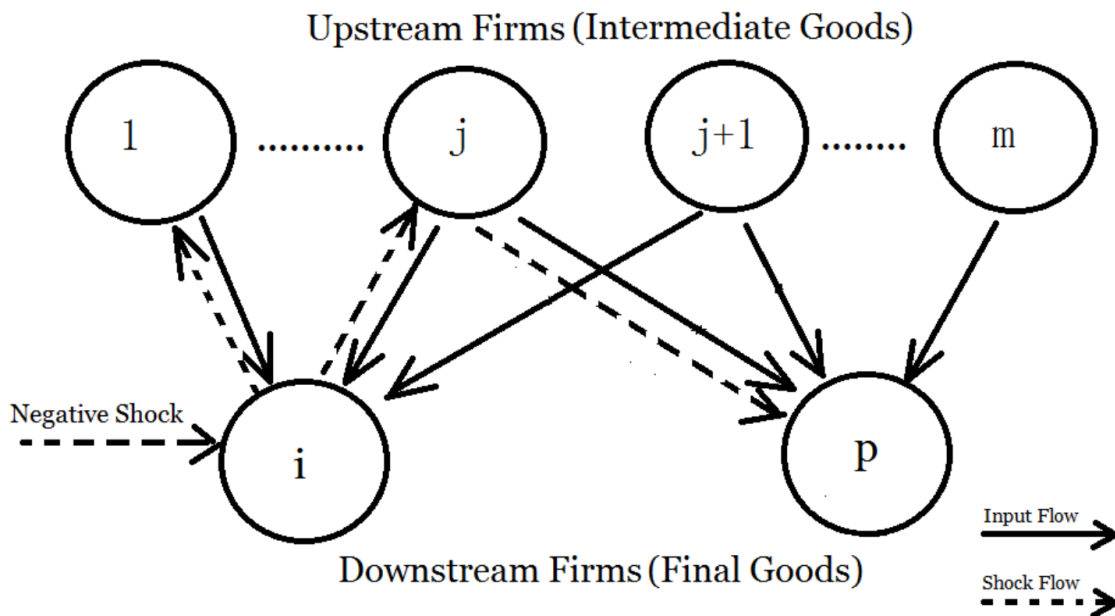 Upstream Firms (Intermediate Goods)
1 .......... j j+1 ........ m
Negative Shock
i p
Input Flow
Downstream Firms (Final Goods)
Shock Flow